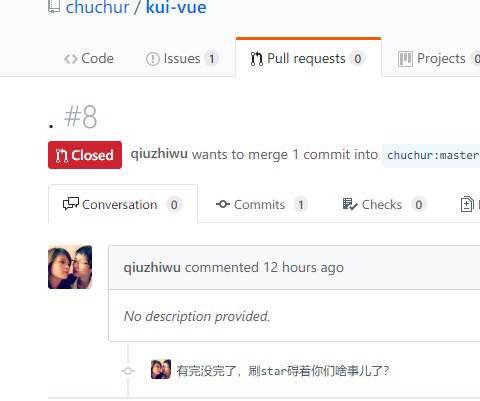 chuchur / kui-vue
Code Issues 1 Pull requests 0 Projects 0
. #8
Closed qiuzhiwu wants to merge 1 commit into chuchur:master
Conversation 0 Commits 1 Checks 0
qiuzhiwu commented 12 hours ago
No description provided.
有完没完了，刷star碍着你们啥事儿了？